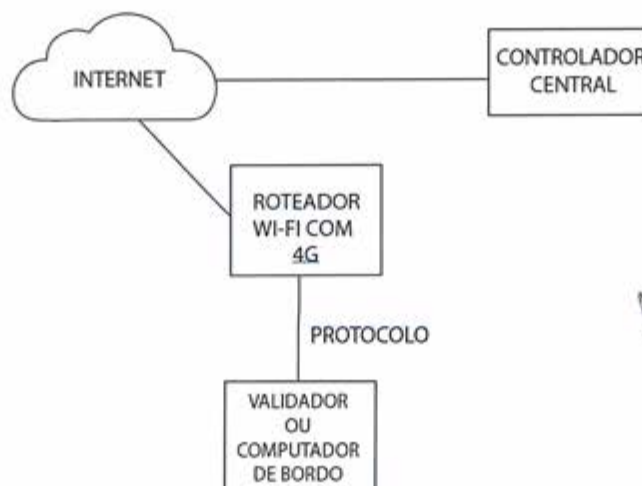 INTERNET
CONTROLADOR
CENTRAL
ROTEADOR
WI-FI COM
4G
PROTOCOLO
VALIDADOR
OU
COMPUTADOR
DE BORDO